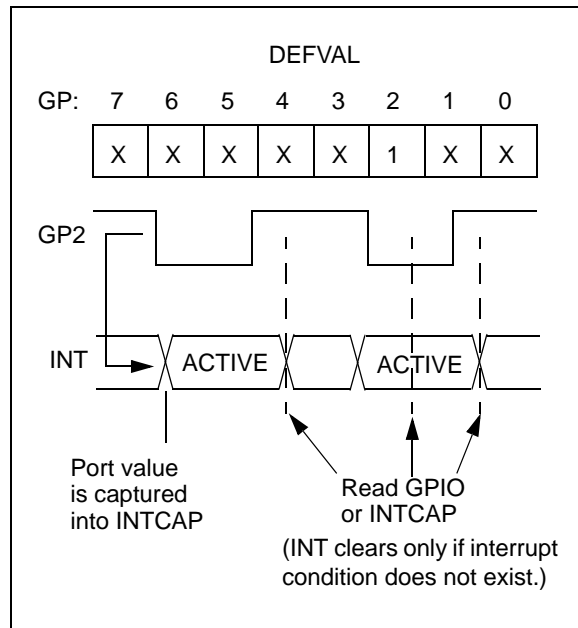 DEFVAL
GP: 7 6 5 4 3 2 1 0
X X X X X 1 X X
GP2
INT ACTIVE ACTIVE
Port value
is captured
into INTCAP
Read GPIO
or INTCAP
(INT clears only if interrupt
condition does not exist.)